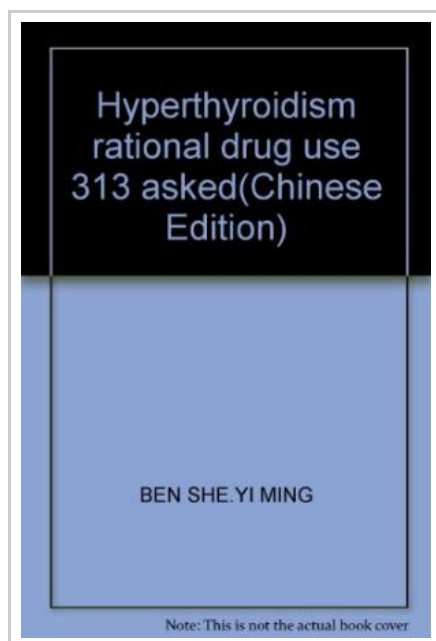 Hyperthyroidism
rational drug use
313 asked(Chinese
Edition)
BEN SHE.YI MING
Note: This is not the actual book cover